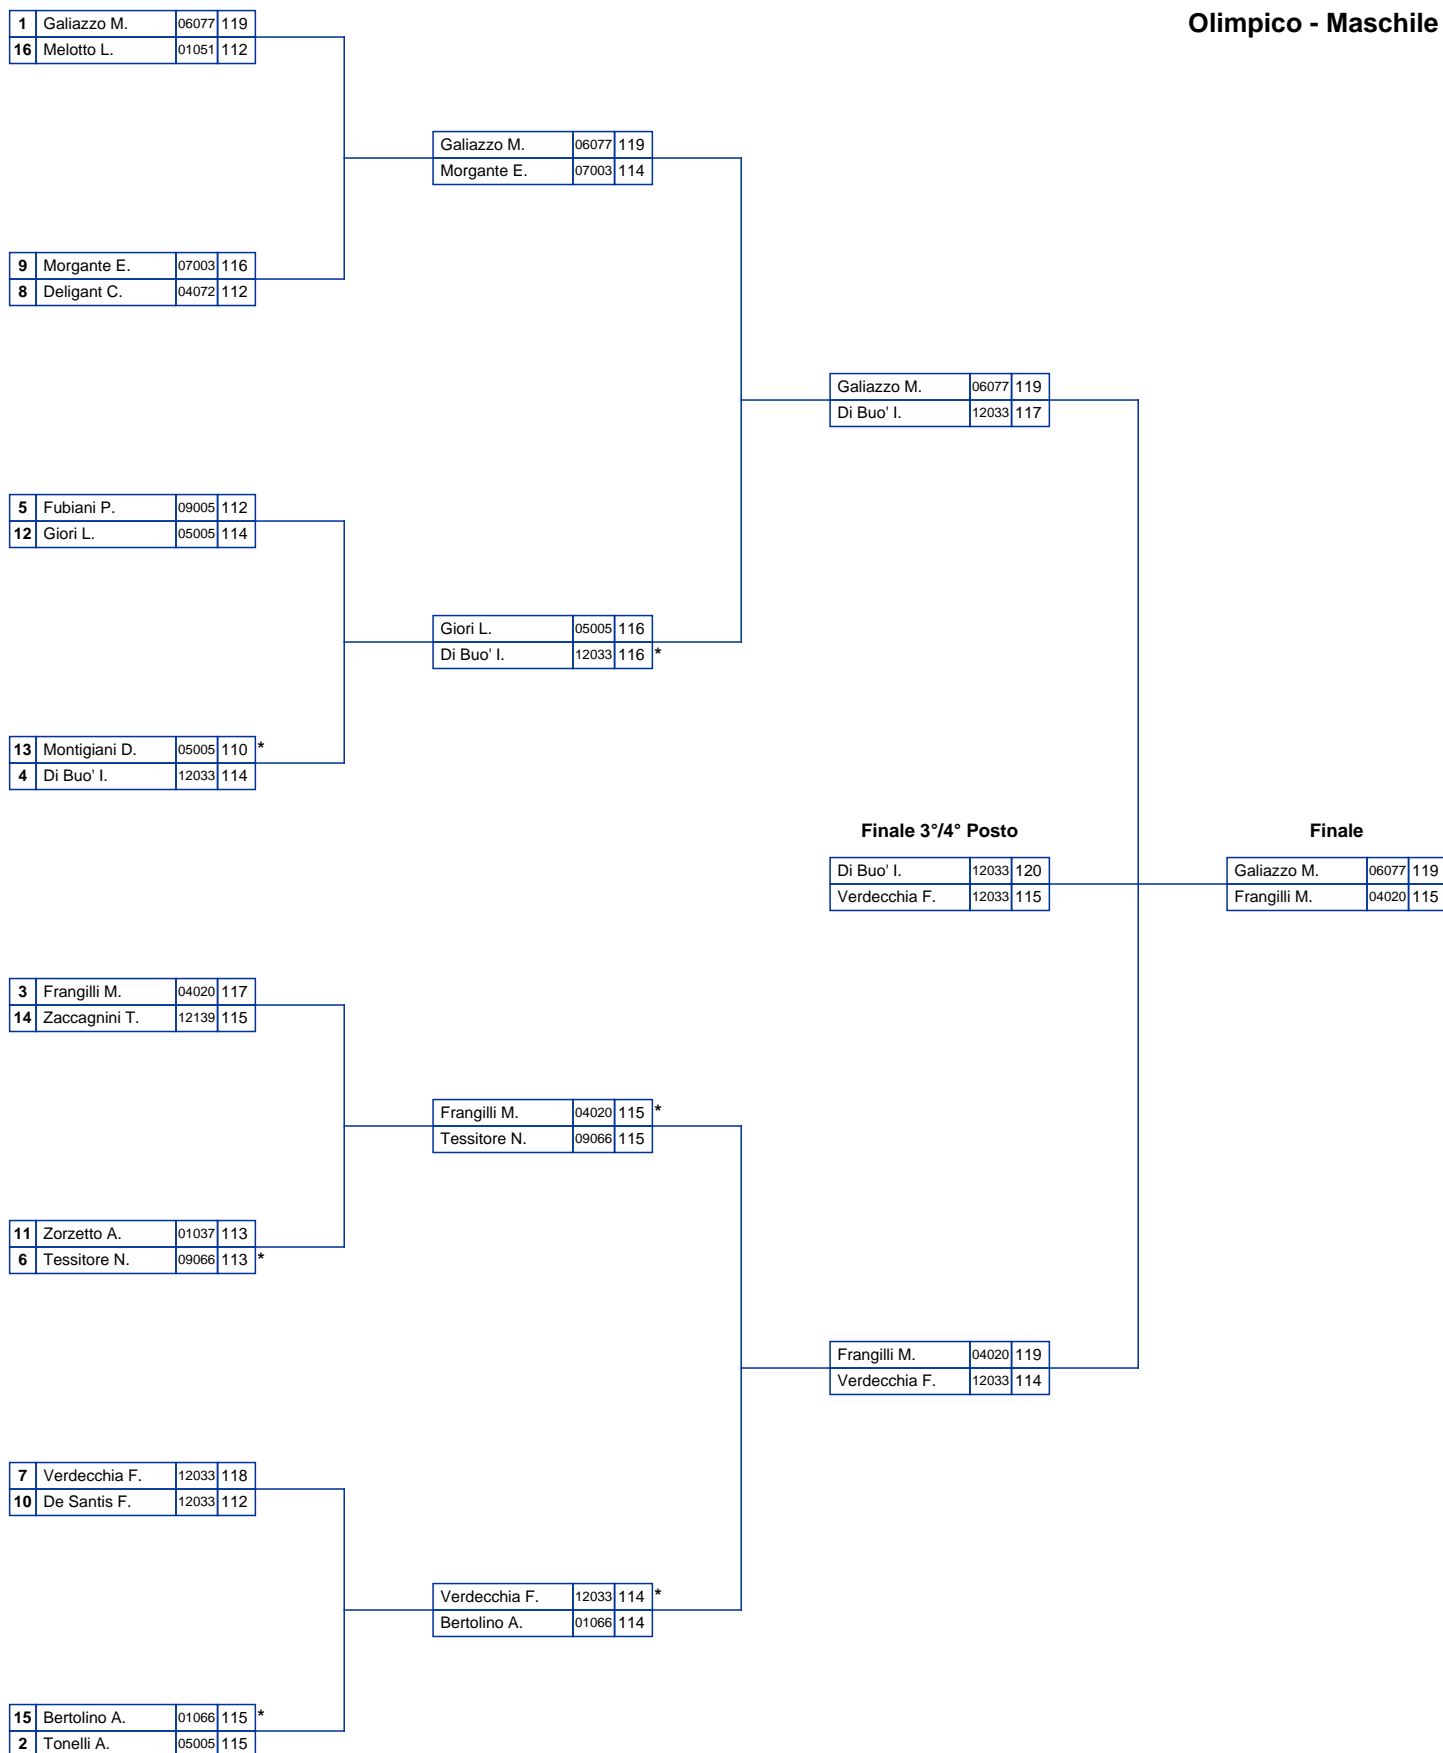 Olimpico - Maschile
1 Galiazzo M. 06077 119
16 Melotto L. 01051 112
Galiazzo M. 06077 119
Morgante E. 07003 114
9 Morgante E. 07003 116
8 Deligant C. 04072 112
Galiazzo M. 06077 119
Di Buo' I. 12033 117
5 Fubiani P. 09005 112
12 Giori L. 05005 114
Giori L. 05005 116
Di Buo' I. 12033 116 *
13 Montigiani D. 05005 110 *
4 Di Buo' I. 12033 114
Finale 3°/4° Posto
Di Buo' I. 12033 120
Verdecchia F. 12033 115
Finale
Galiazzo M. 06077 119
Frangilli M. 04020 115
3 Frangilli M. 04020 117
14 Zaccagnini T. 12139 115
Frangilli M. 04020 115 *
Tessitore N. 09066 115
11 Zorzetto A. 01037 113
6 Tessitore N. 09066 113 *
Frangilli M. 04020 119
Verdecchia F. 12033 114
7 Verdecchia F. 12033 118
10 De Santis F. 12033 112
Verdecchia F. 12033 114 *
Bertolino A. 01066 114
15 Bertolino A. 01066 115 *
2 Tonelli A. 05005 115